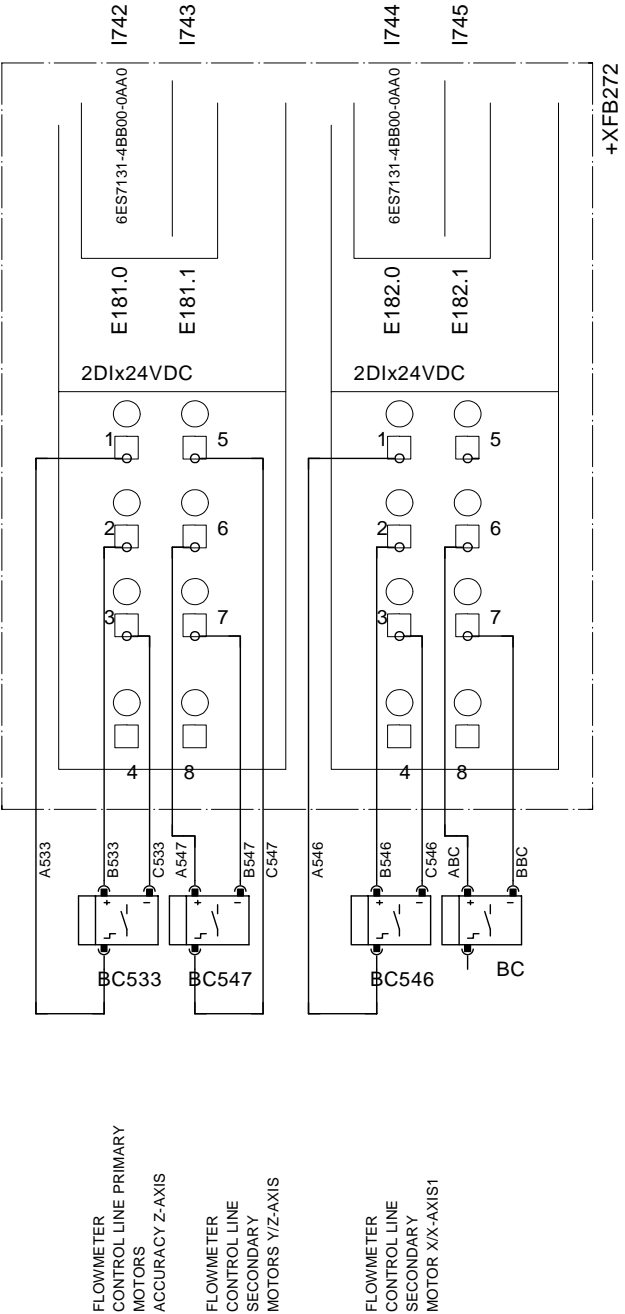 I742
I743
I744
I745
+XFB272
6ES7131-4BB00-0AA0
6ES7131-4BB00-0AA0
E181.0
E181.1
E182.0
E182.1
2DIx24VDC
2DIx24VDC
1
5
1
5
2
6
2
6
3
7
3
7
4
8
4
8
A533
B533
C533
A547
B547
C547
A546
B546
C546
ABC
BBC
+
+
+
+
BC533
BC547
BC546
BC
FLOWMETER
CONTROL LINE PRIMARY
MOTORS
ACCURACY Z-AXIS
FLOWMETER
CONTROL LINE
SECONDARY
MOTORS Y/Z-AXIS
FLOWMETER
CONTROL LINE
SECONDARY
MOTOR X/X-AXIS1